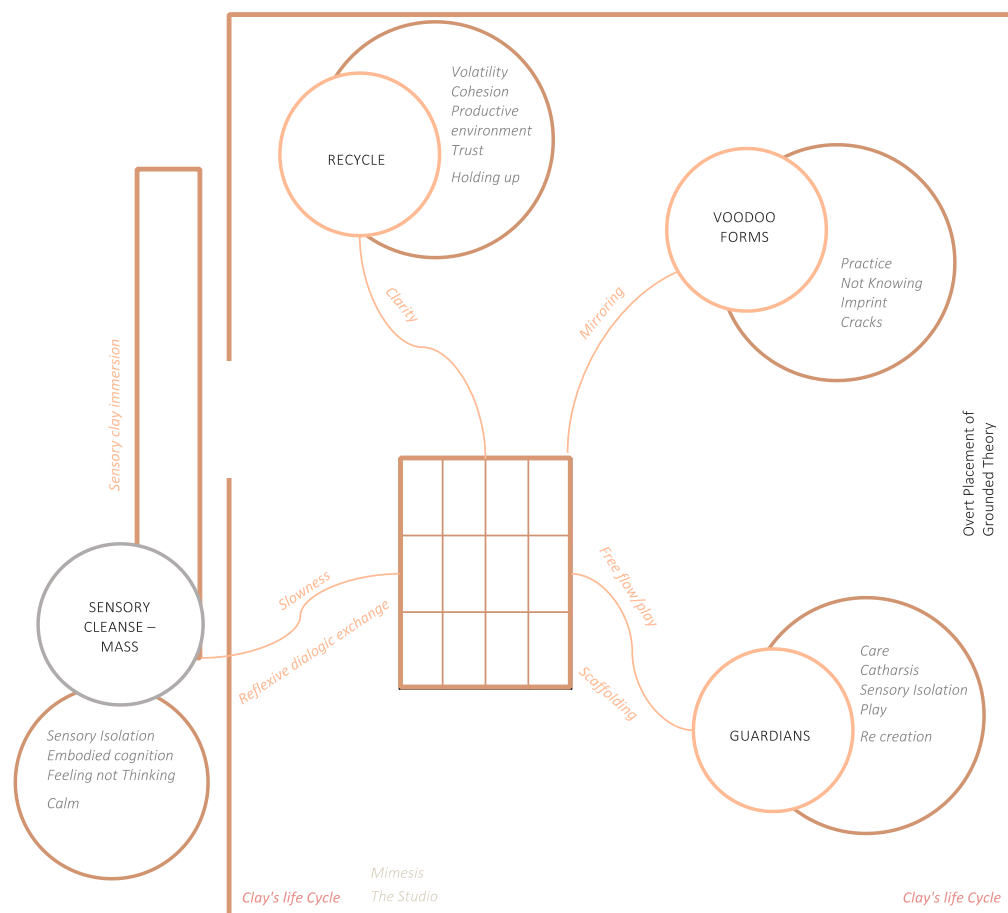 Volatility
Cohesion
Productive
environment
Trust
Holding up
RECYCLE
VOODOO
FORMS
Practice
Not Knowing
Imprint
Cracks
Clarity
Mirroring
Sensory clay immersion
Overt Placement of
Grounded Theory
SENSORY
CLEANSE –
MASS
Slowness
Reflexive dialogic exchange
Free flow/play
Scaffolding
Sensory Isolation
Embodied cognition
Feeling not Thinking
Calm
GUARDIANS
Care
Catharsis
Sensory Isolation
Play
Re creation
Mimesis
The Studio
Clay's life Cycle
Clay's life Cycle